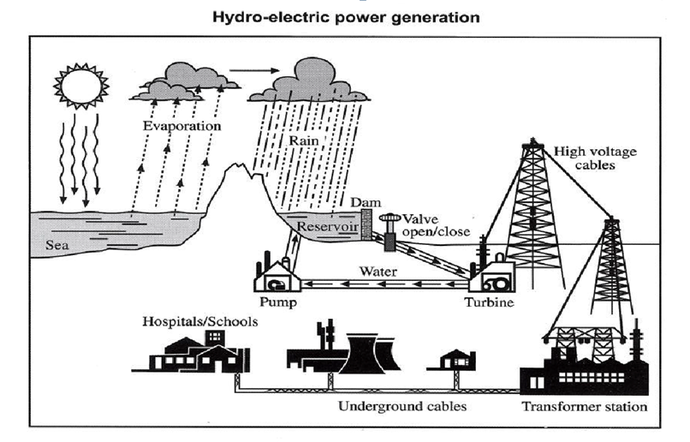 Hydro-electric power generation
Evaporation
Rain
High voltage
cables
Dam
Reservoir
Valve
open/close
Sea
Water
Pump
Turbine
Hospitals/Schools
Underground cables
Transformer station